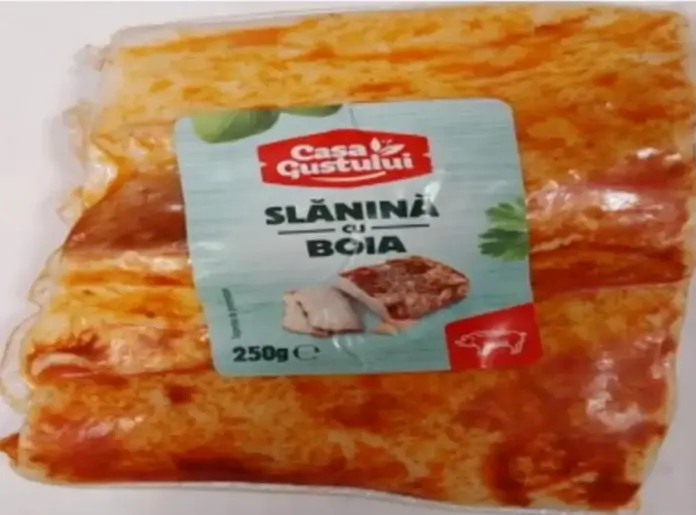 Casa
Gustului
SLĂNINĂ
CU
BOIA
250g ℮